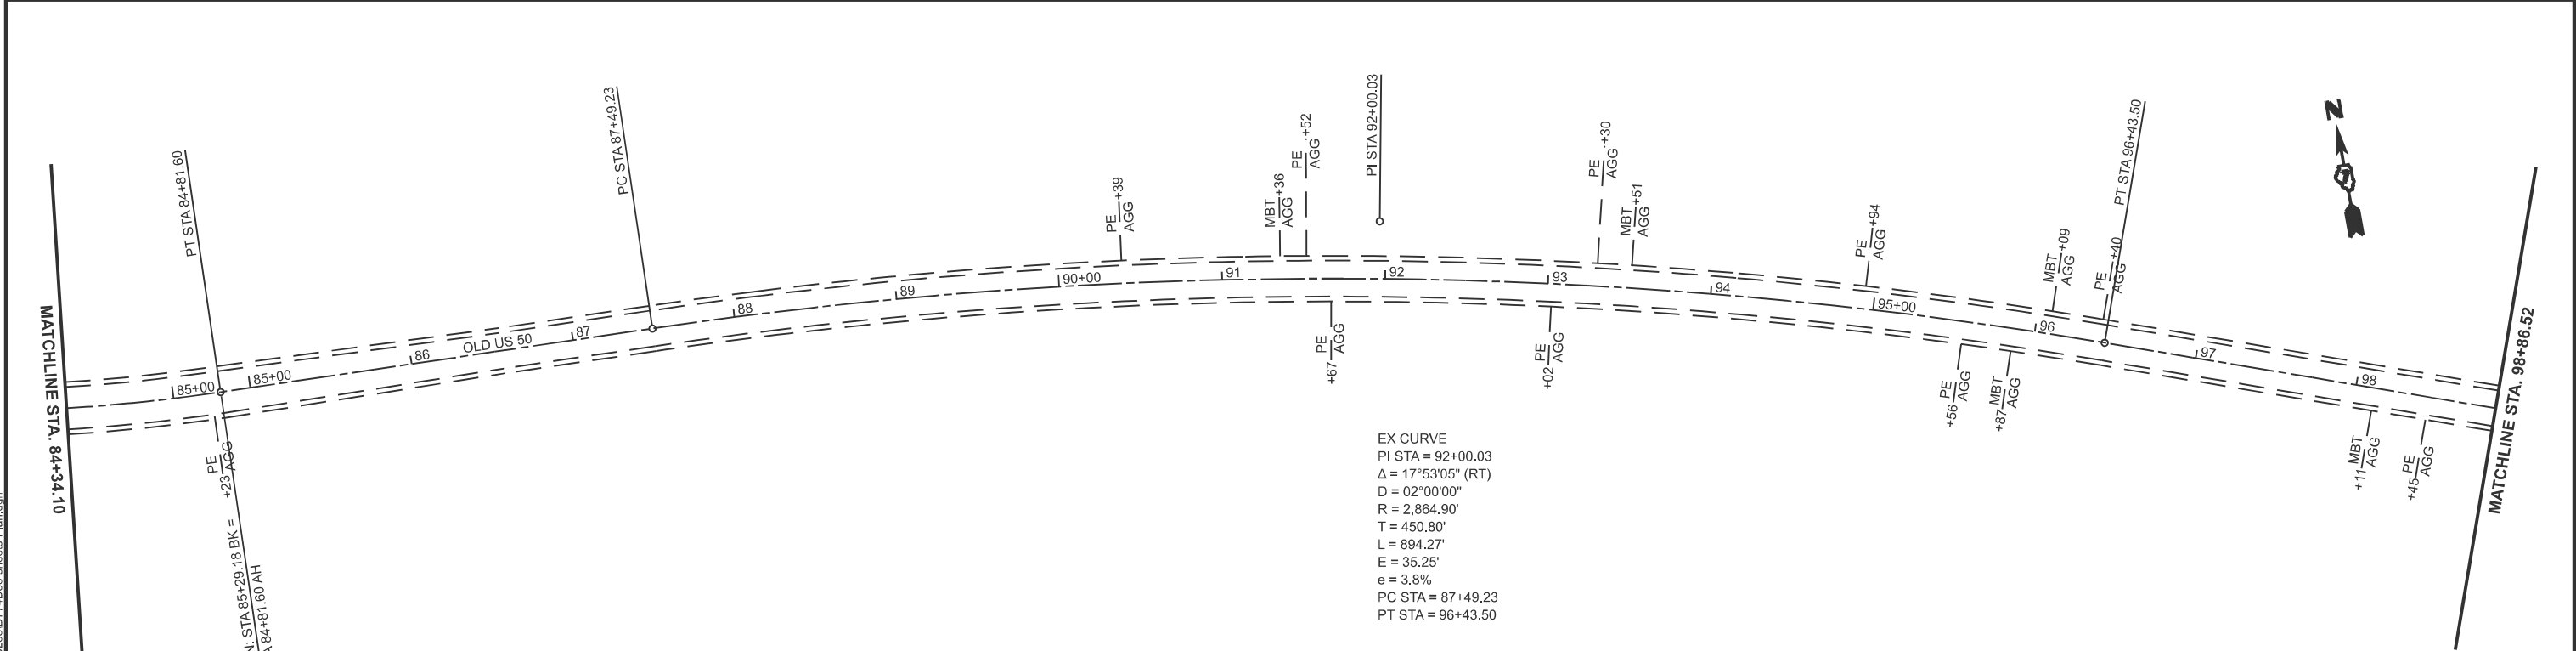 PT STA 84+81.60
PC STA 87+49.23
PI STA 92+00.03
PT STA 96+43.50
N
PE +39
AGG
MBT +36
AGG
PE +52
AGG
PE +30
AGG
MBT +51
AGG
PE +94
AGG
MBT +09
AGG
PE +40
AGG
MATCHLINE STA. 84+34.10
85+00
85+00
86
OLD US 50
87
88
89
90+00
91
92
93
94
95+00
96
97
98
MATCHLINE STA. 98+86.52
PE
+23 AGG
PE
+67 AGG
PE
+02 AGG
PE
+56 AGG
MBT
+87 AGG
MBT
+11 AGG
PE
+45 AGG
N: STA 85+29.18 BK =
84+81.60 AH
EX CURVE
PI STA = 92+00.03
Δ = 17°53'05" (RT)
D = 02°00'00"
R = 2,864.90'
T = 450.80'
L = 894.27'
E = 35.25'
e = 3.8%
PC STA = 87+49.23
PT STA = 96+43.50